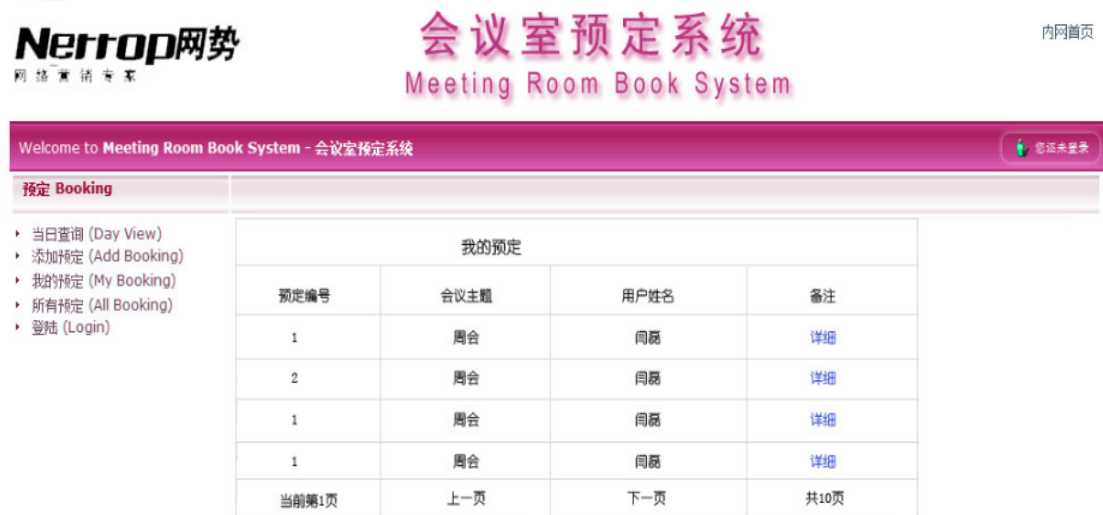 Nettop网势
网络营销专家
会议室预定系统
Meeting Room Book System
内网首页
Welcome to Meeting Room Book System - 会议室预定系统
您还未登录
预定 Booking
当日查询 (Day View)
添加预定 (Add Booking)
我的预定 (My Booking)
所有预定 (All Booking)
登陆 (Login)
我的预定
预定编号 会议主题 用户姓名 备注
1 周会 闫磊 详细
2 周会 闫磊 详细
1 周会 闫磊 详细
1 周会 闫磊 详细
当前第1页 上一页 下一页 共10页